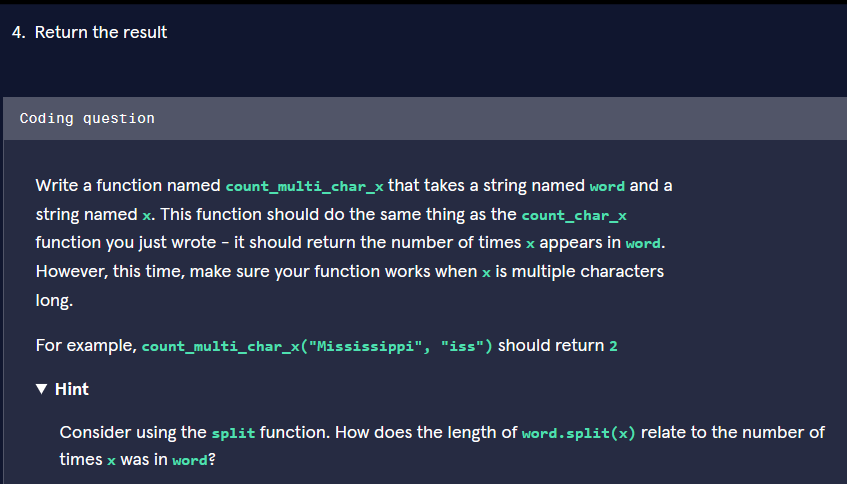 4. Return the result
Coding question
Write a function named count_multi_char_x that takes a string named word and a
string named x. This function should do the same thing as the count_char_x
function you just wrote - it should return the number of times x appears in word.
However, this time, make sure your function works when x is multiple characters
long.
For example, count_multi_char_x("Mississippi", "iss") should return 2
▼ Hint
Consider using the split function. How does the length of word.split(x) relate to the number of
times x was in word?